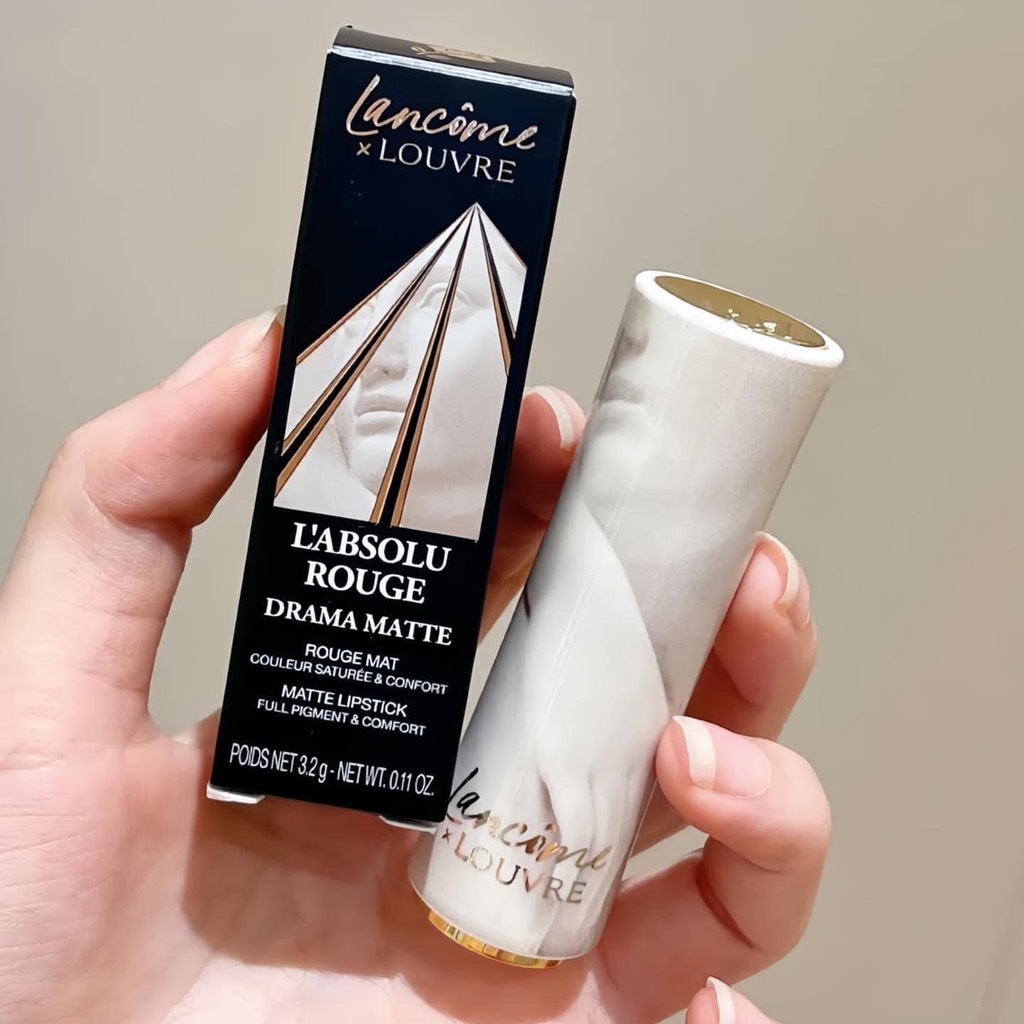 Lancôme
× LOUVRE
L'ABSOLU
ROUGE
DRAMA MATTE
ROUGE MAT
COULEUR SATURÉE & CONFORT
MATTE LIPSTICK
FULL PIGMENT & COMFORT
POIDS NET 3.2 g - NET WT. 0.11 OZ.
Lancôme
× LOUVRE